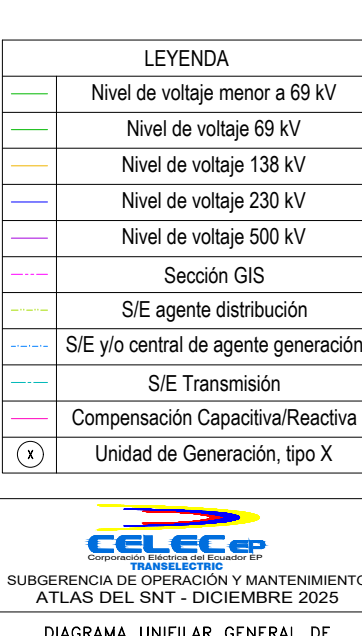 LEYENDA
Nivel de voltaje menor a 69 kV
Nivel de voltaje 69 kV
Nivel de voltaje 138 kV
Nivel de voltaje 230 kV
Nivel de voltaje 500 kV
Sección GIS
S/E agente distribución
S/E y/o central de agente generación
S/E Transmisión
Compensación Capacitiva/Reactiva
X Unidad de Generación, tipo X
CELEC EP
Corporación Eléctrica del Ecuador EP
TRANSELECTRIC
SUBGERENCIA DE OPERACIÓN Y MANTENIMIENTO
ATLAS DEL SNT - DICIEMBRE 2025
DIAGRAMA UNIFILAR GENERAL DE